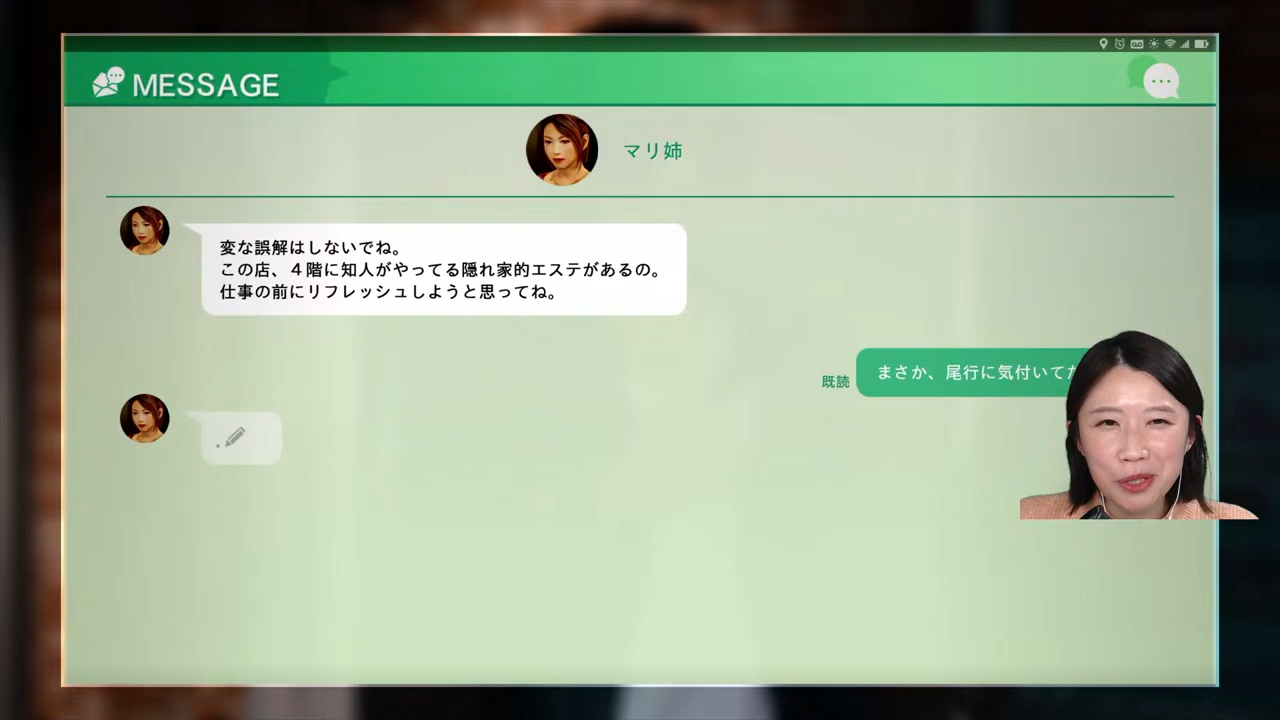 MESSAGE
マリ姉
変な誤解はしないでね。
この店、４階に知人がやってる隠れ家的エステがあるの。
仕事の前にリフレッシュしようと思ってね。
まさか、尾行に気付いて
既読